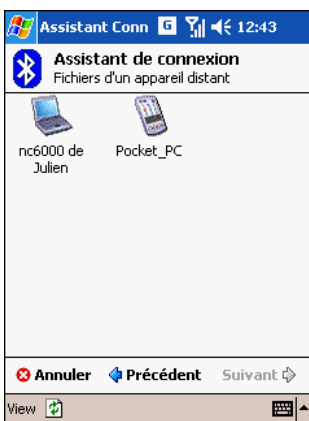 Assistant Conn G 12:43
Assistant de connexion
Fichiers d'un appareil distant
nc6000 de Julien
Pocket_PC
Annuler Précédent Suivant
View